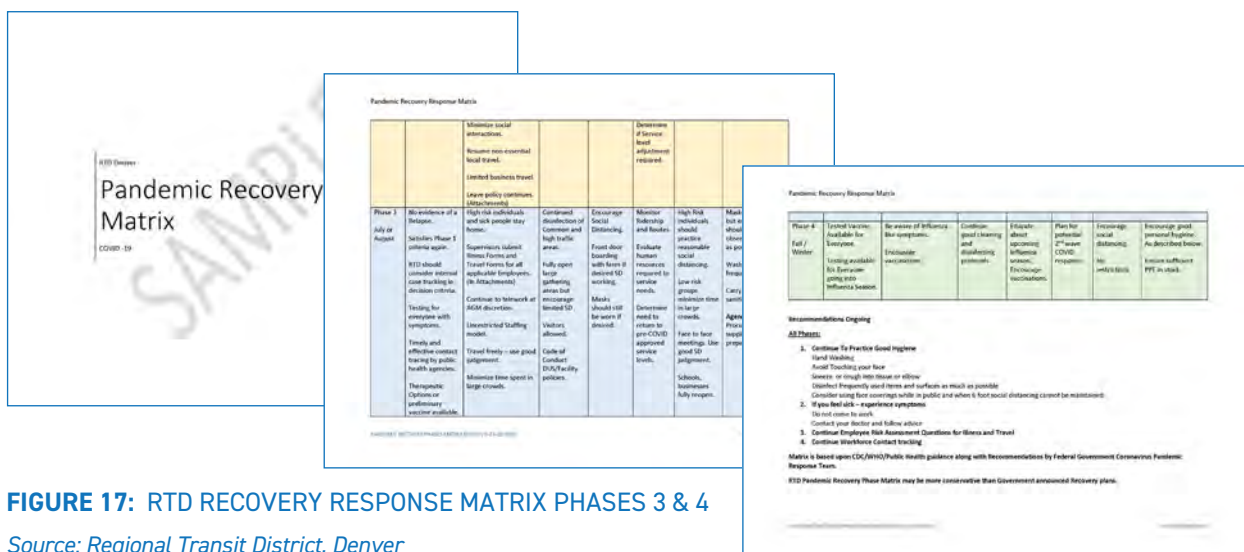 SAMPL
RTD Denver
Pandemic Recovery
Matrix
COVID -19
Pandemic Recovery Response Matrix
Minimize social
interactions.
Resume non-essential
local travel.
Limited business travel
Leave policy continues.
(Attachments)
Determine
if Service
level
adjustment
required.
Phase 3
July or
August
No evidence of a
Relapse.
Satisfies Phase 1
criteria again.
RTD should
consider internal
case tracking in
decision criteria.
Testing for
everyone with
symptoms.
Timely and
effective contact
tracing by public
health agencies.
Therapeutic
Options or
preliminary
vaccine available.
High risk individuals
and sick people stay
home.
Supervisors submit
Illness Forms and
Travel Forms for all
applicable Employees.
(In Attachments)
Continue to telework at
AGM discretion.
Unrestricted Staffing
model.
Travel freely – use good
judgement.
Minimize time spent in
large crowds.
Continued
disinfection of
Common and
high traffic
areas.
Fully open
large
gathering
areas but
encourage
limited SD.
Visitors
allowed.
Code of
Conduct
DUS/Facility
policies.
Encourage
Social
Distancing.
Front door
boarding
with fares if
desired SD
working.
Masks
should still
be worn if
desired.
Monitor
Ridership
and Routes.
Evaluate
human
resources
required to
service
needs.
Determine
need to
return to
pre-COVID
approved
service
levels.
High Risk
individuals
should
practice
reasonable
social
distancing.
Low risk
groups
minimize time
in large
crowds.
Face to face
meetings. Use
good SD
judgement.
Schools,
businesses
fully reopen.
Mask
but
shoul
obser
as po
Wash
frequ
Carry
saniti
Agen
suppl
prepa
Pandemic Recovery Response Matrix
Phase 4
Fall /
Winter
Tested Vaccine
Available for
Everyone.
Testing available
for Everyone
going into
Influenza Season.
Be aware of Influenza
like symptoms.
Encourage
vaccinations.
Continue
good cleaning
and
disinfecting
protocols.
Educate
about
upcoming
Influenza
season.
Encourage
vaccinations.
Plan for
potential
2nd wave
COVID
response.
Encourage
social
distancing.
No
restrictions.
Encourage good
personal hygiene.
As described below.
Ensure sufficient
PPE in stock.
Recommendations Ongoing
All Phases:
1. Continue To Practice Good Hygiene
Hand Washing
Avoid Touching your face
Sneeze or cough into tissue or elbow
Disinfect frequently used items and surfaces as much as possible
Consider using face coverings while in public and when 6 foot social distancing cannot be maintained
2. If you feel sick – experience symptoms
Do not come to work
Contact your doctor and follow advice
3. Continue Employee Risk Assessment Questions for Illness and Travel
4. Continue Workforce Contact tracking
Matrix is based upon CDC/WHO/Public Health guidance along with Recommendations by Federal Government Coronavirus Pandemic
Response Team.
RTD Pandemic Recovery Phase Matrix may be more conservative than Government announced Recovery plans.
FIGURE 17: RTD RECOVERY RESPONSE MATRIX PHASES 3 & 4
Source: Regional Transit District, Denver